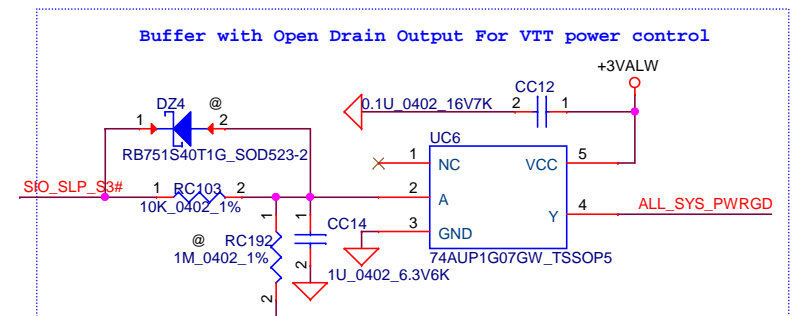 Buffer with Open Drain Output For VTT power control
+3VALW
CC12
DZ4 @
1 2
0.1U_0402_16V7K 2 1
RB751S40T1G_SOD523-2
UC6
1 NC VCC 5
SIO_SLP_S3# 1 RC103 2
10K_0402_1%
2 A
Y 4 ALL_SYS_PWRGD
3 GND
1 1 CC14
@ RC192
1M_0402_1%
2 2
1U_0402_6.3V6K
74AUP1G07GW_TSSOP5